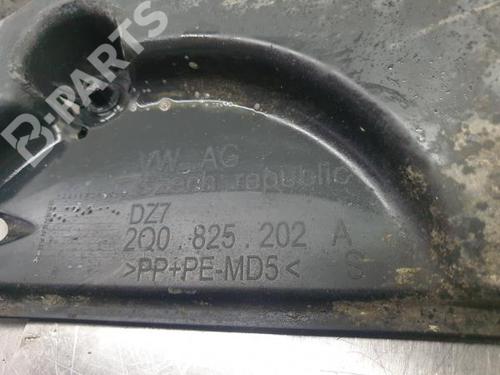 B-PARTS
VW AG
Czech republic
DZ7
2Q0.825.202 A
>PP+PE-MD5< S